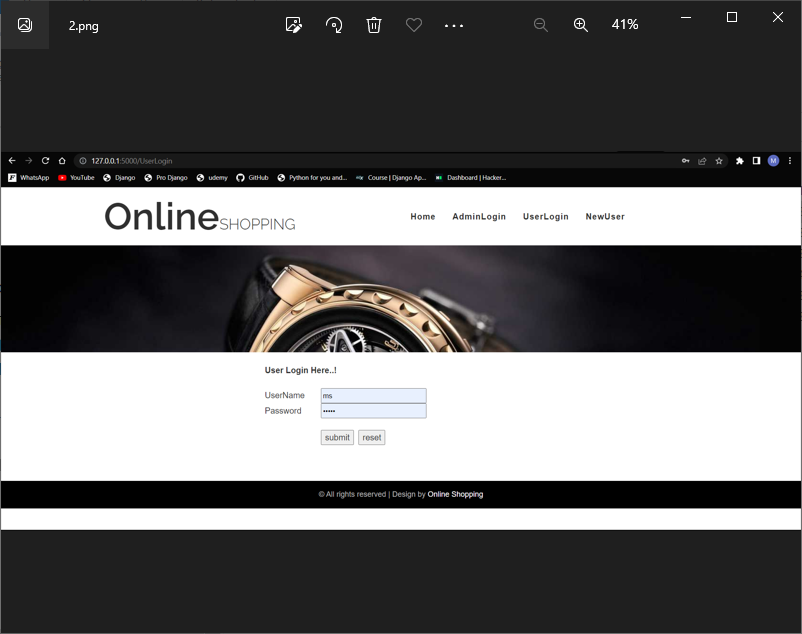 2.png
41%
127.0.0.1:5000/UserLogin
M
WhatsApp YouTube Django Pro Django udemy GitHub Python for you and... Course | Django Ap... Dashboard | Hacker...
OnlineSHOPPING Home AdminLogin UserLogin NewUser
User Login Here..!
UserName ms
Password •••••
submit reset
© All rights reserved | Design by Online Shopping